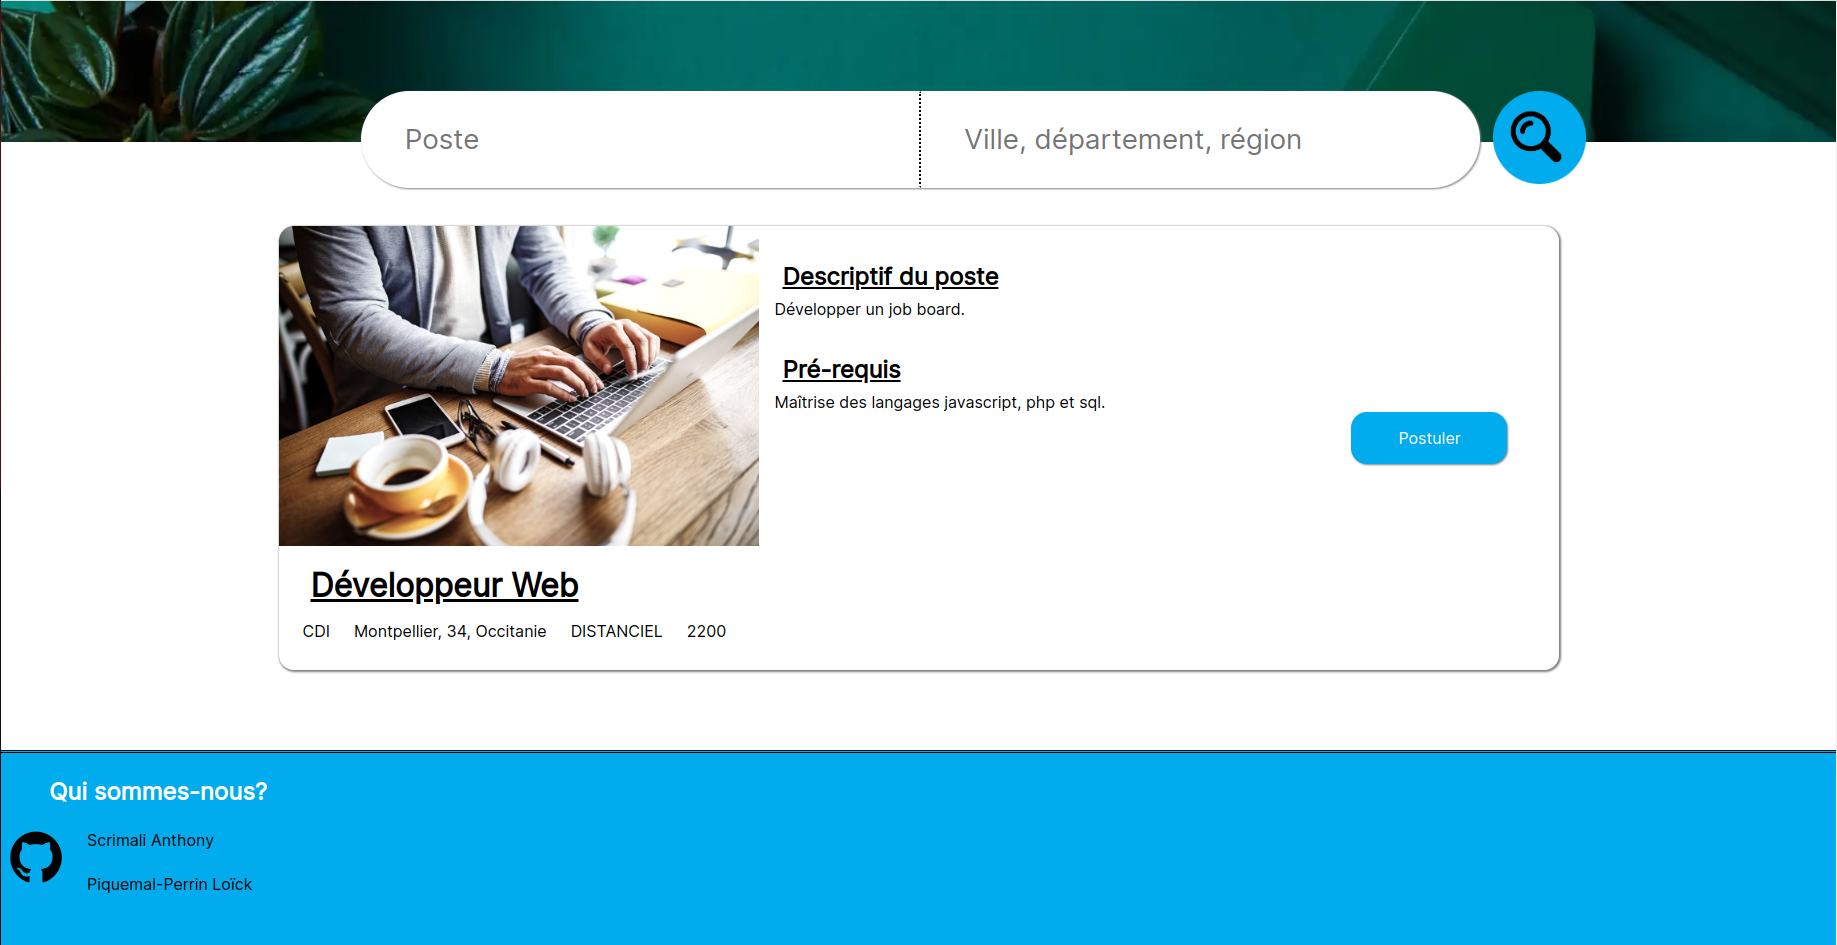 Poste
Ville, département, région
Descriptif du poste
Développer un job board.
Pré-requis
Maîtrise des langages javascript, php et sql.
Postuler
Développeur Web
CDI Montpellier, 34, Occitanie DISTANCIEL 2200
Qui sommes-nous?
Scrimali Anthony
Piquemal-Perrin Loïck